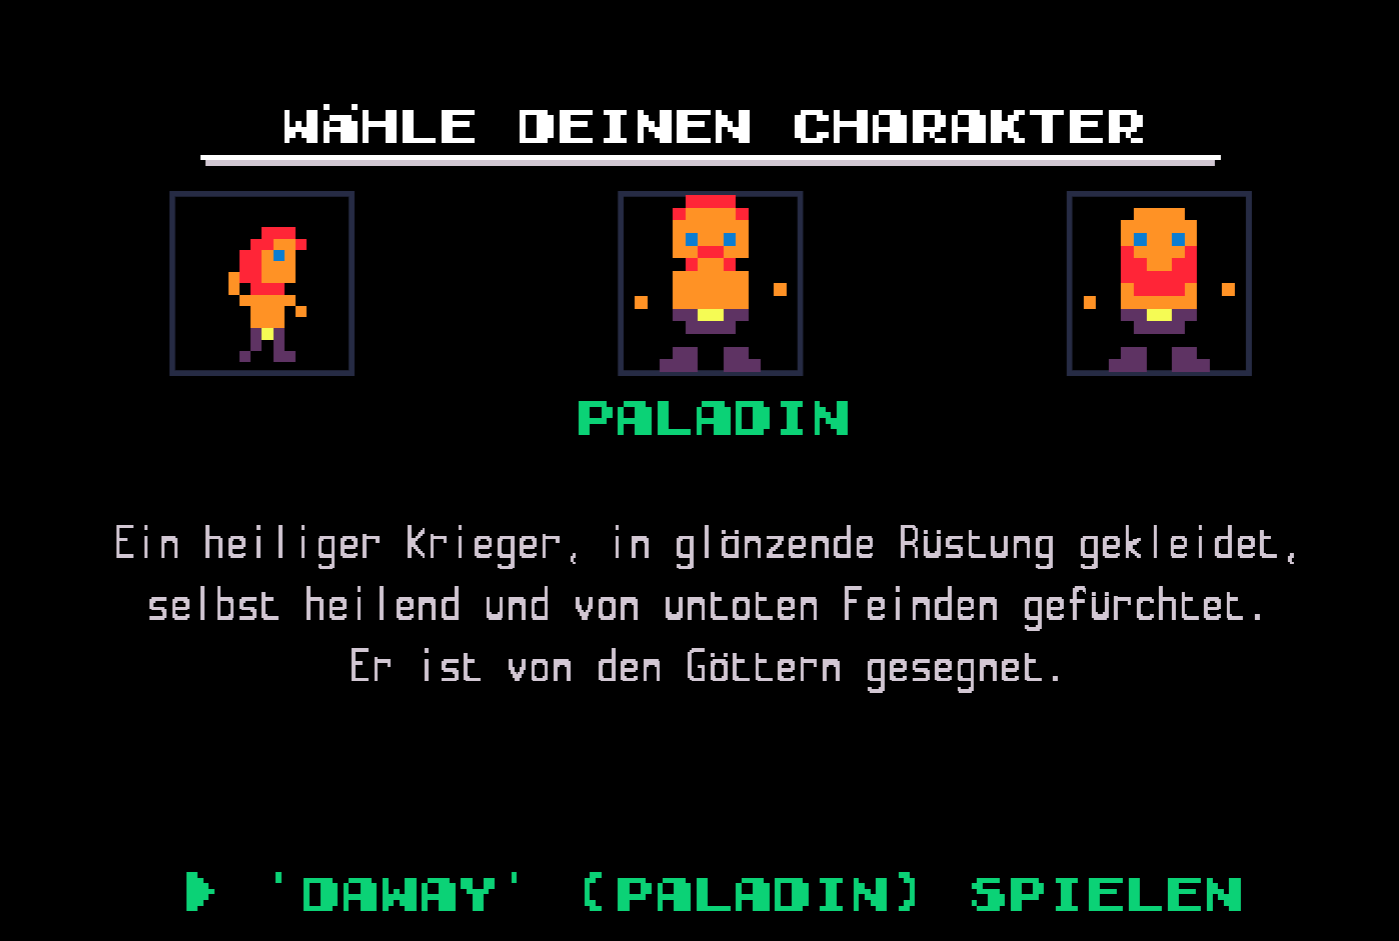 WÄHLE DEINEN CHARAKTER
PALADIN
Ein heiliger Krieger, in glänzende Rüstung gekleidet,
selbst heilend und von untoten Feinden gefürchtet.
Er ist von den Göttern gesegnet.
'DAWAY' (PALADIN) SPIELEN